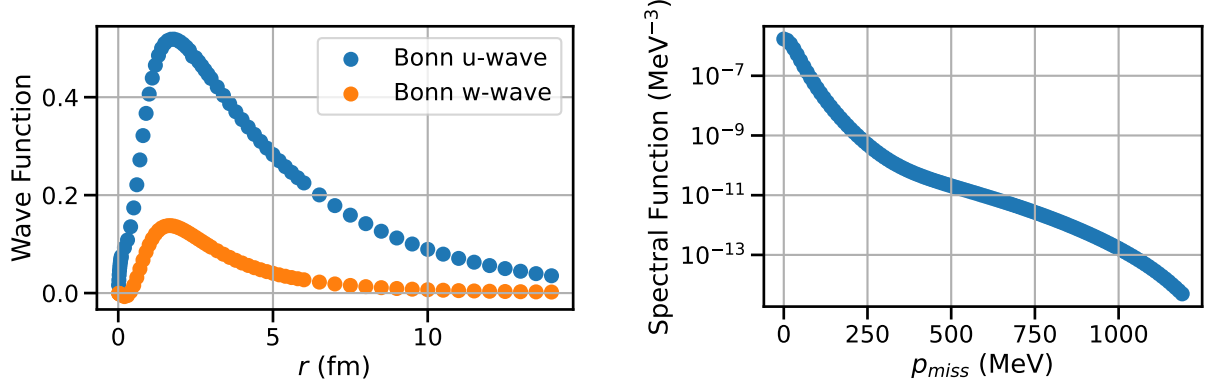 Wave Function
0.4
0.2
0.0
Bonn u-wave
Bonn w-wave
0 5 10
r (fm)
Spectral Function (MeV⁻³)
10⁻⁷
10⁻⁹
10⁻¹¹
10⁻¹³
0 250 500 750 1000
p_miss (MeV)